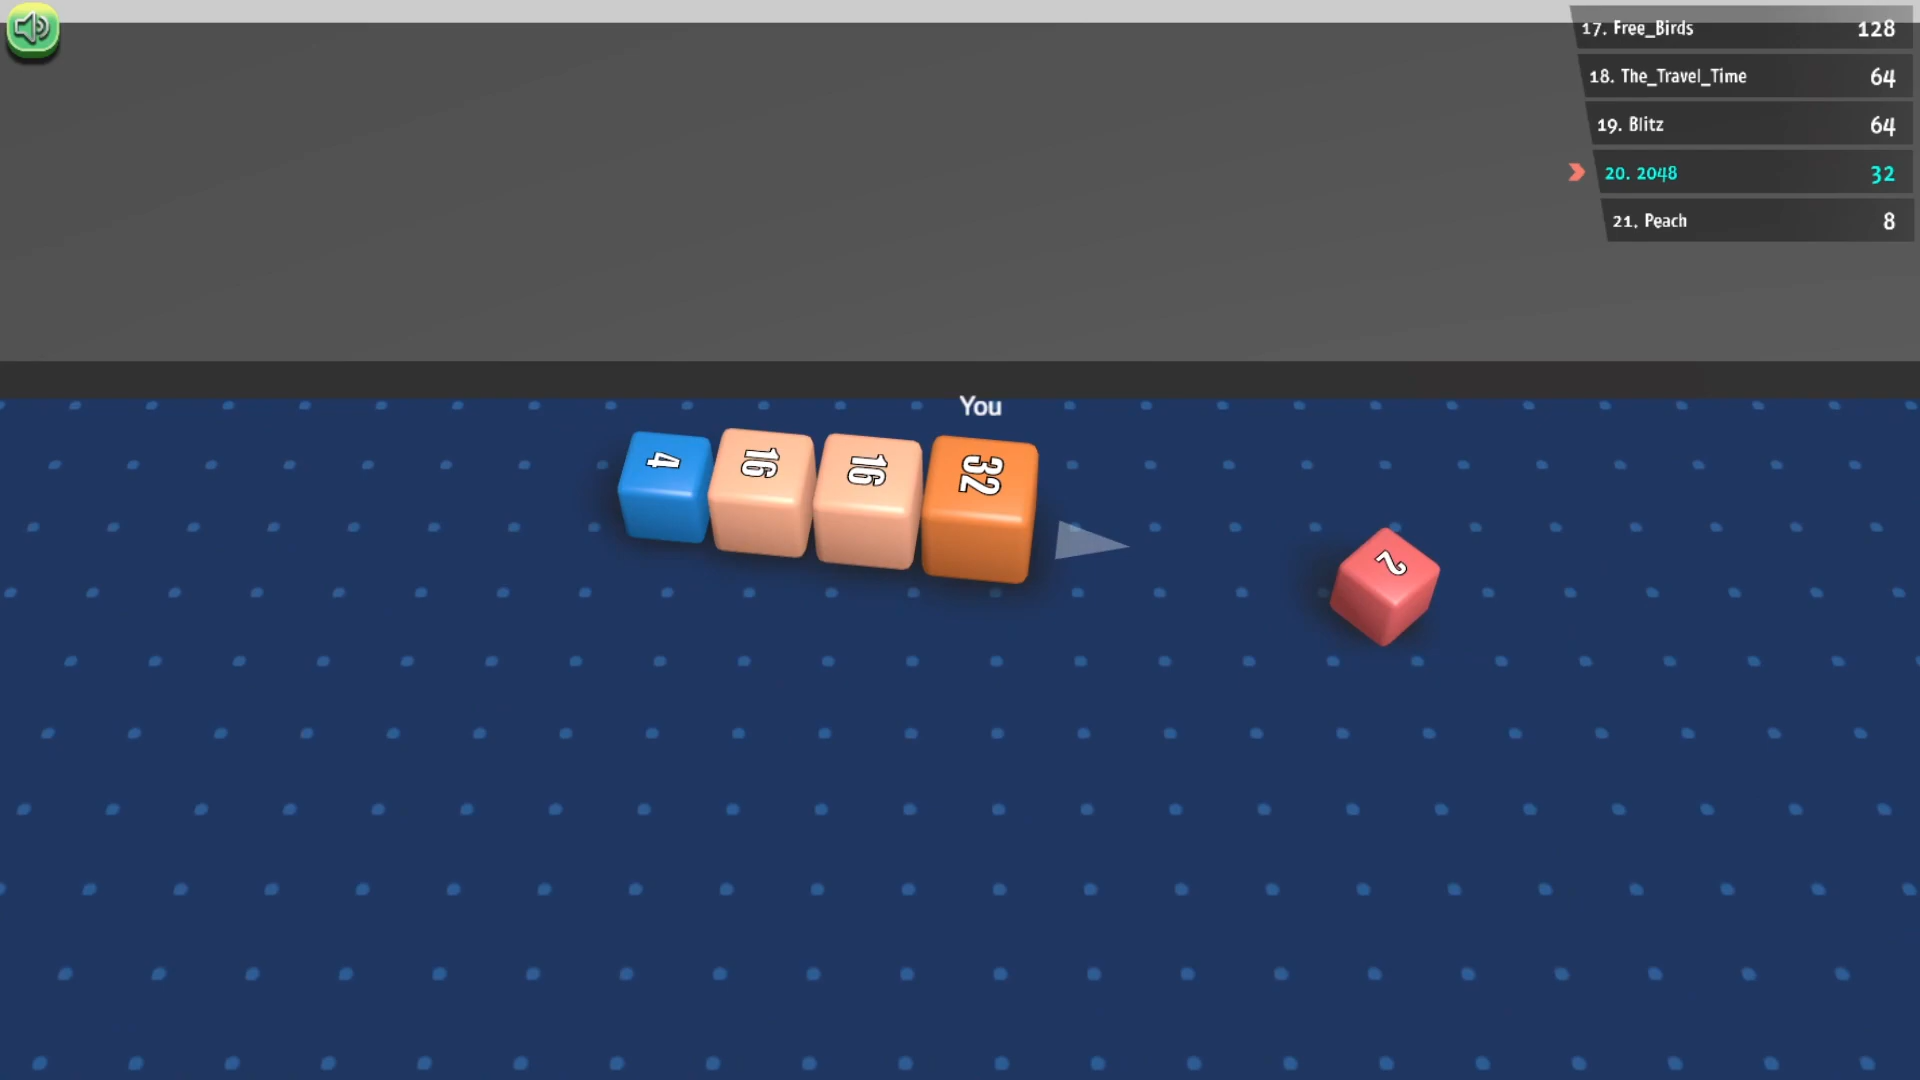 17. Free_Birds 128
18. The_Travel_Time 64
19. Blitz 64
20. 2048 32
21. Peach 8
You
4 16 16 32
2